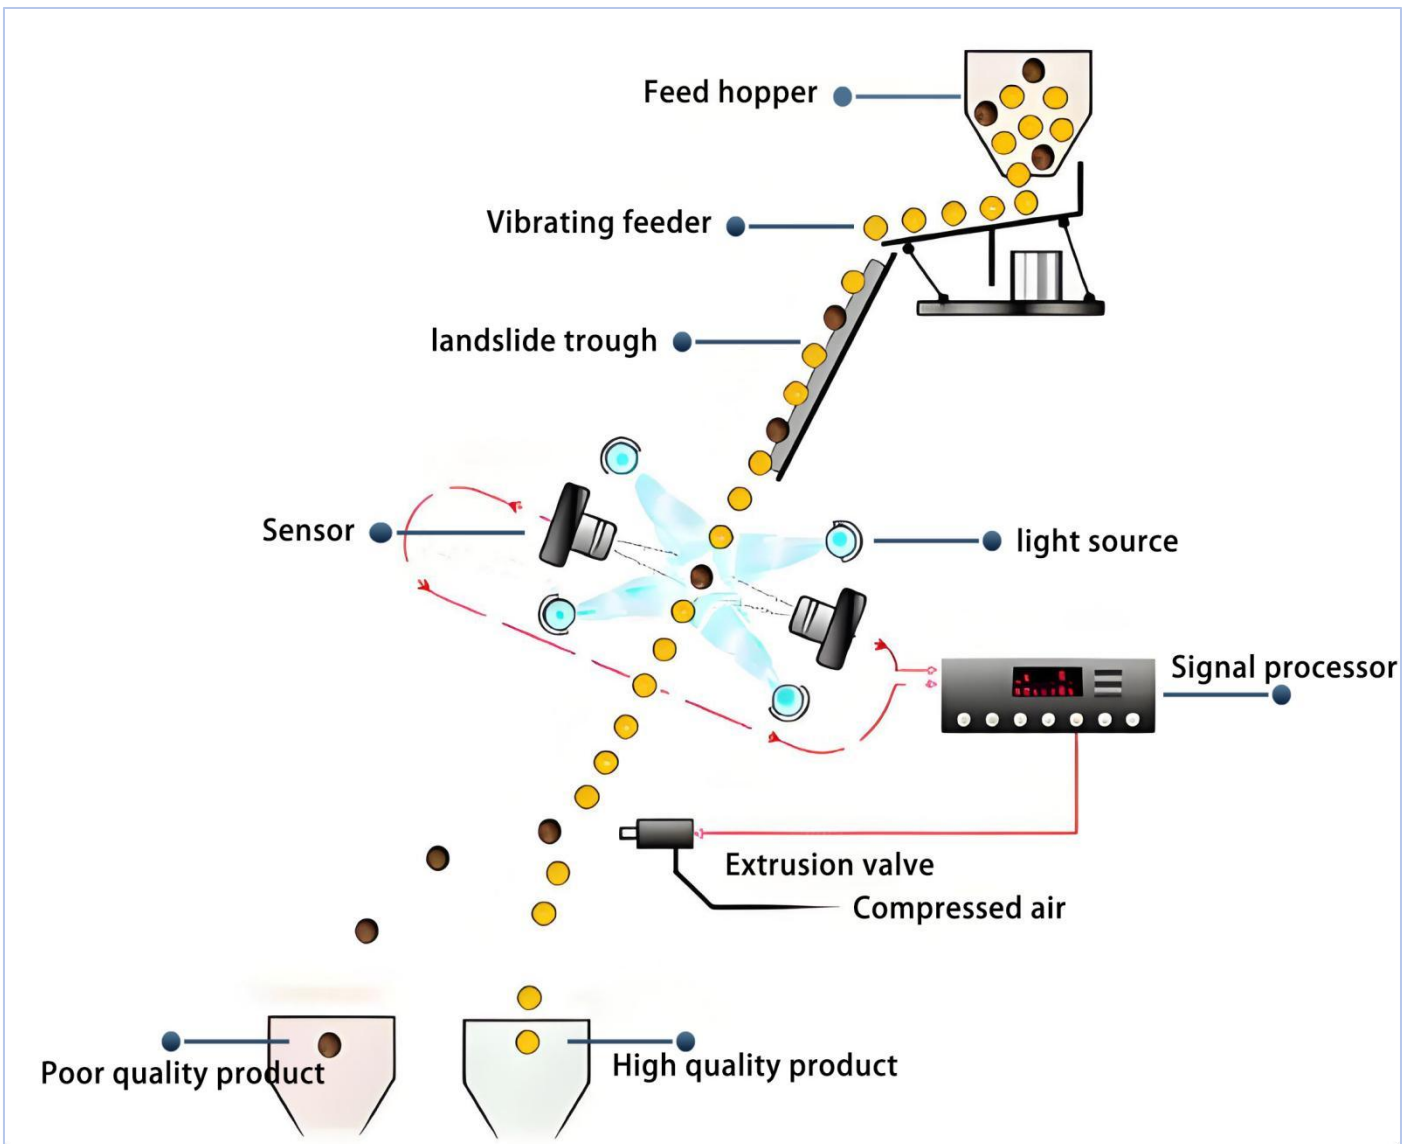 Feed hopper
Vibrating feeder
landslide trough
Sensor
light source
Signal processor
Extrusion valve
Compressed air
Poor quality product
High quality product